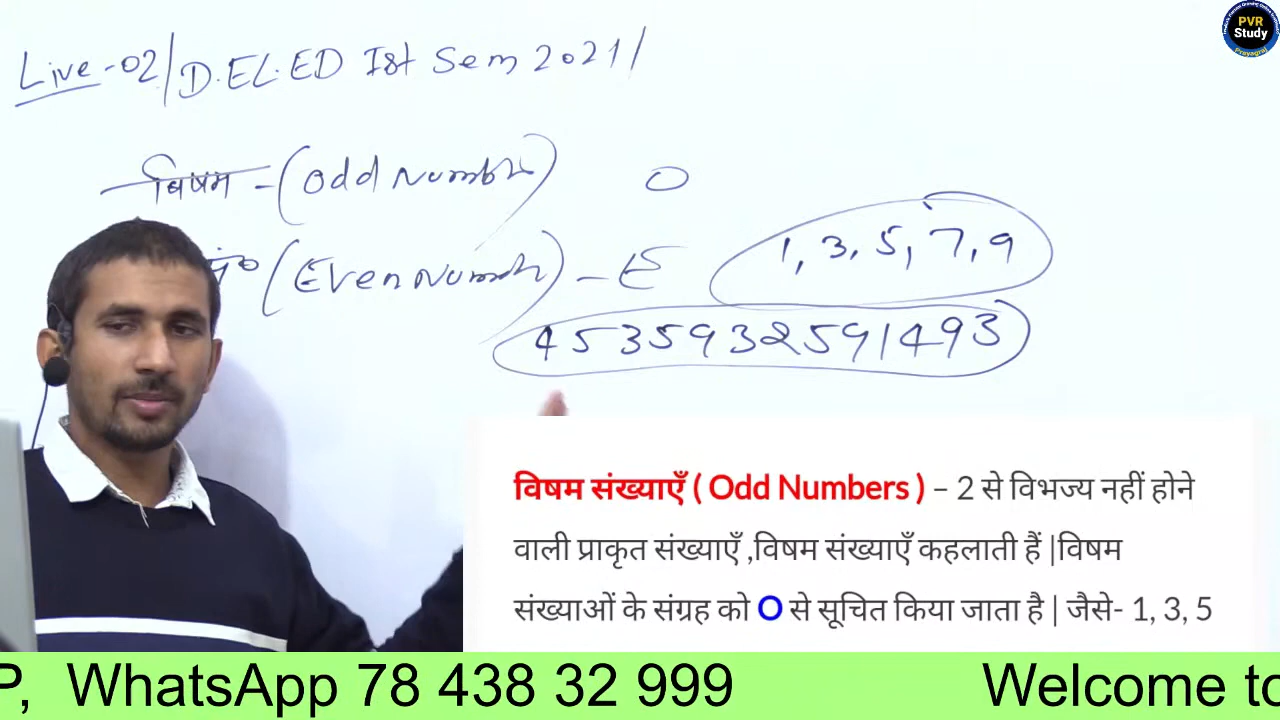 PVR
Study
Prayagraj
Live-02/D.EL.ED Ist Sem 2021/
विषम - (Odd Number) O
(Even Number) - E
1, 3, 5, 7, 9
4535932591493
विषम संख्याएँ ( Odd Numbers ) – 2 से विभज्य नहीं होने
वाली प्राकृत संख्याएँ ,विषम संख्याएँ कहलाती हैं |विषम
संख्याओं के संग्रह को O से सूचित किया जाता है | जैसे- 1, 3, 5
P, WhatsApp 78 438 32 999 Welcome to